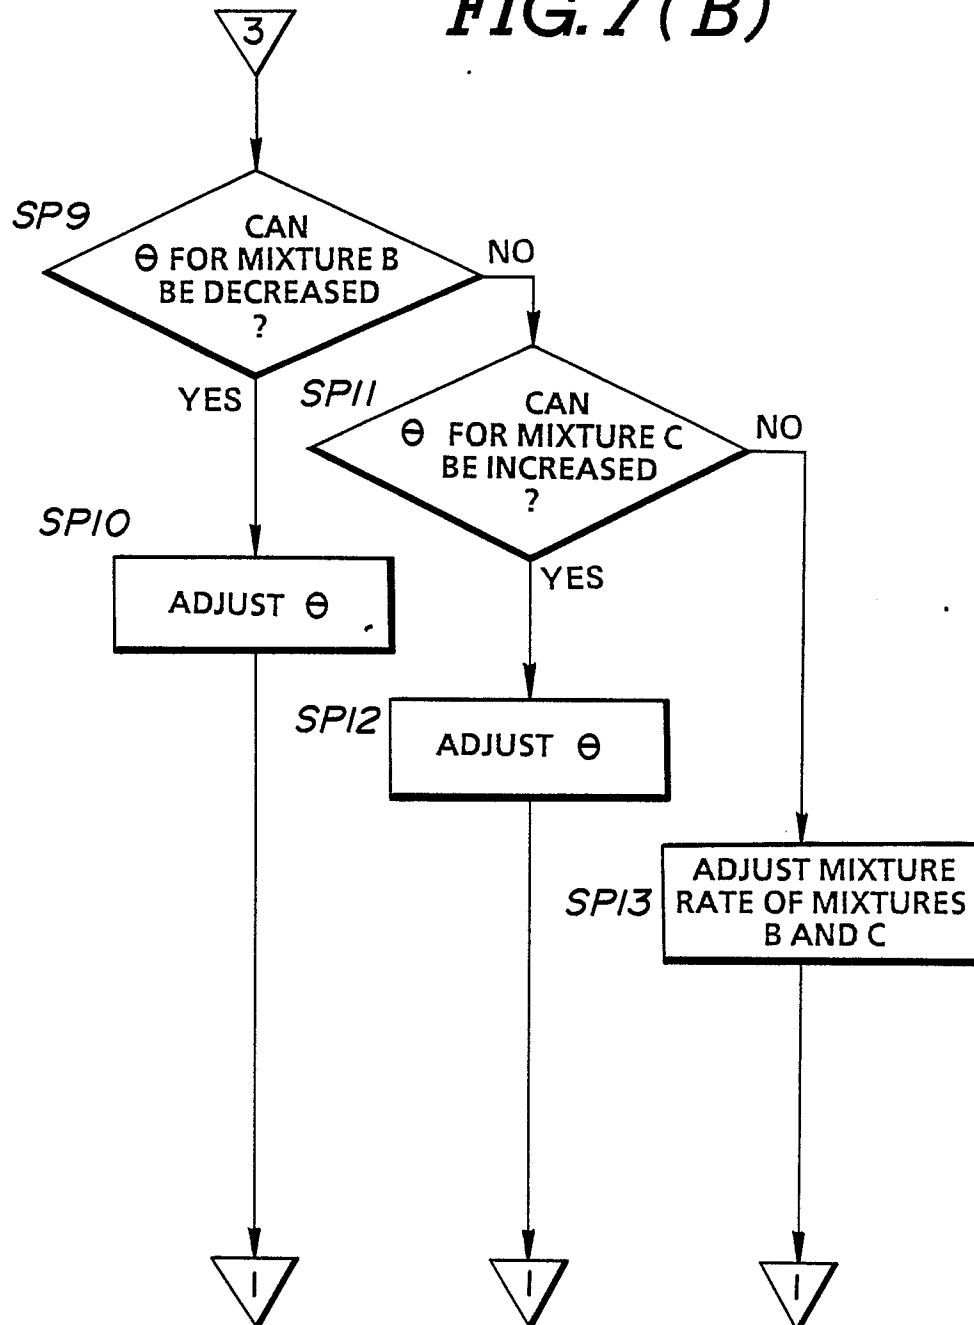 FIG. 7 (B)
3
SP9
CAN
Θ FOR MIXTURE B
BE DECREASED
?
NO
YES
SP11
CAN
Θ FOR MIXTURE C
BE INCREASED
?
NO
YES
SP10
ADJUST Θ
SP12
ADJUST Θ
SP13
ADJUST MIXTURE
RATE OF MIXTURES
B AND C
1
1
1